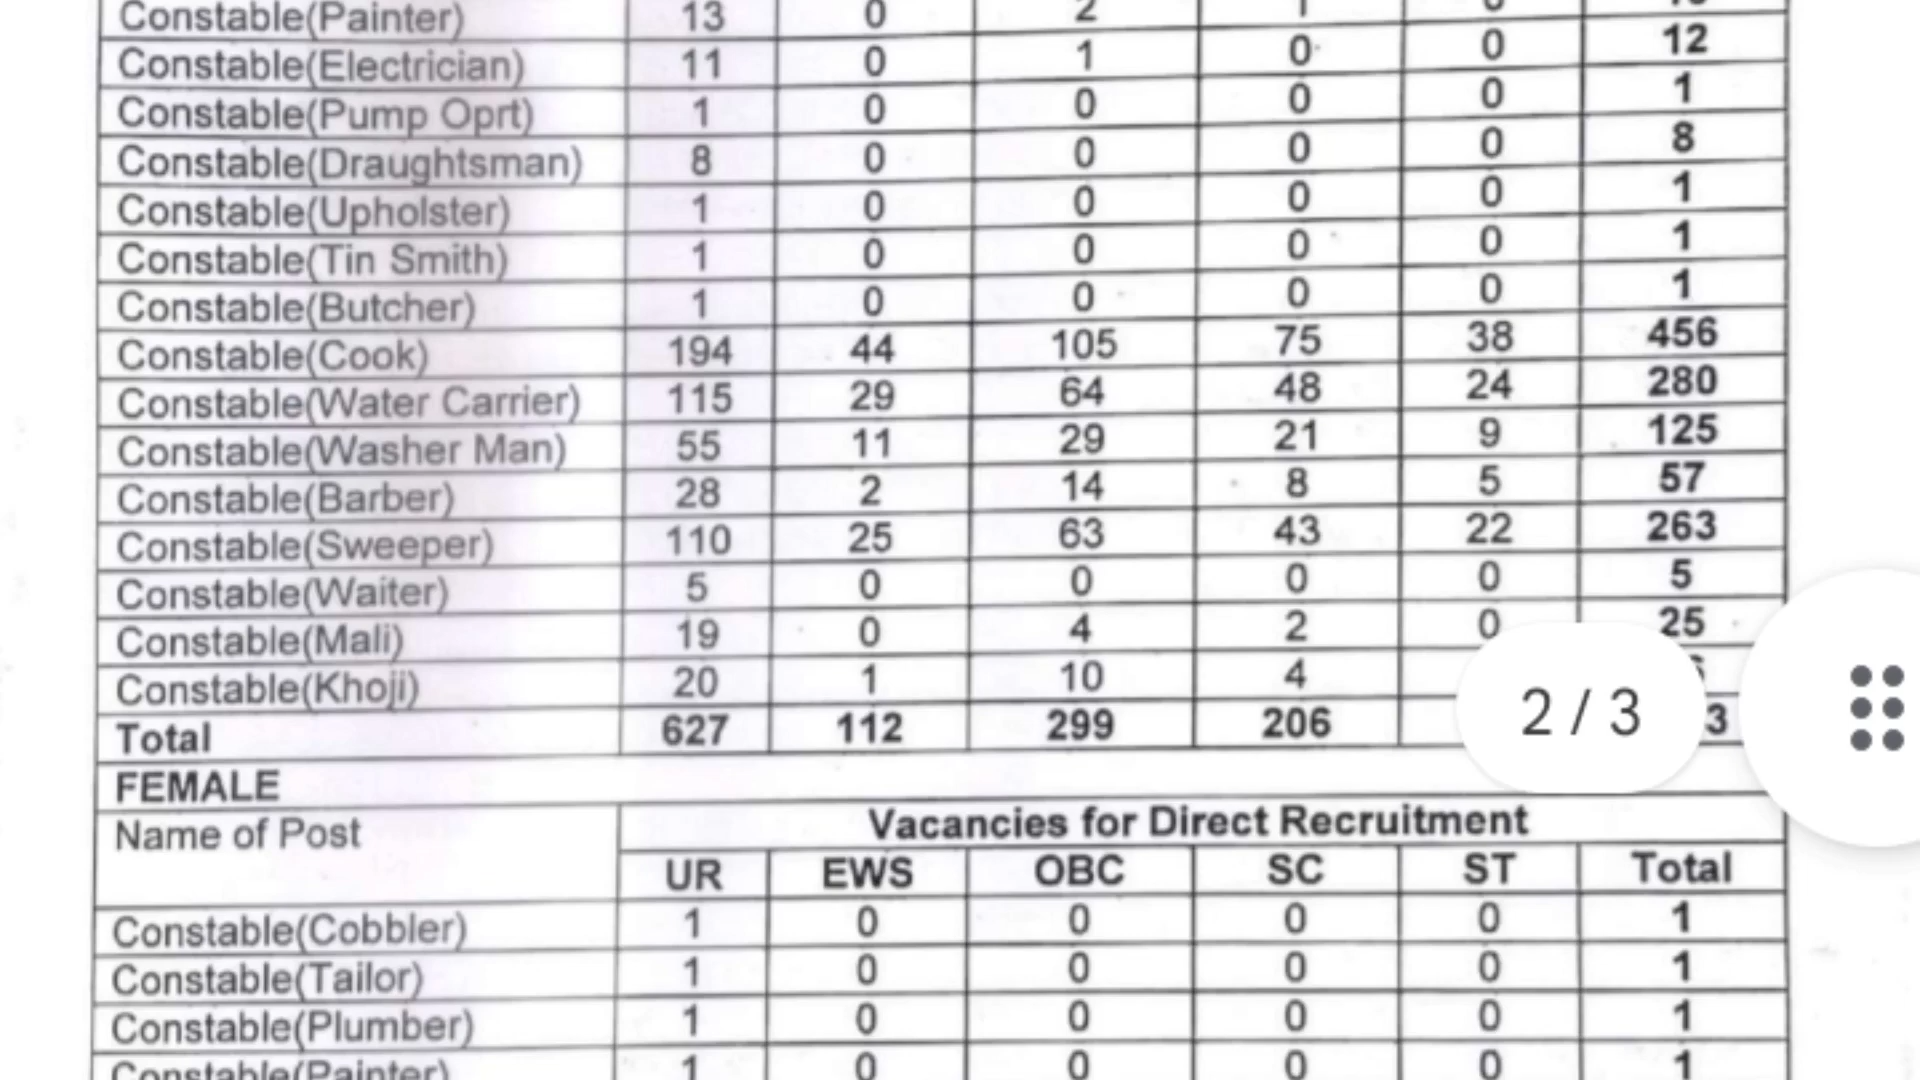 Constable(Painter) 13 0 2
Constable(Electrician) 11 0 1 0 0 12
Constable(Pump Oprt) 1 0 0 0 0 1
Constable(Draughtsman) 8 0 0 0 0 8
Constable(Upholster) 1 0 0 0 0 1
Constable(Tin Smith) 1 0 0 0 0 1
Constable(Butcher) 1 0 0 0 0 1
Constable(Cook) 194 44 105 75 38 456
Constable(Water Carrier) 115 29 64 48 24 280
Constable(Washer Man) 55 11 29 21 9 125
Constable(Barber) 28 2 14 8 5 57
Constable(Sweeper) 110 25 63 43 22 263
Constable(Waiter) 5 0 0 0 0 5
Constable(Mali) 19 0 4 2 0 25
Constable(Khoji) 20 1 10 4
Total 627 112 299 206
2 / 3
FEMALE
Name of Post Vacancies for Direct Recruitment
UR EWS OBC SC ST Total
Constable(Cobbler) 1 0 0 0 0 1
Constable(Tailor) 1 0 0 0 0 1
Constable(Plumber) 1 0 0 0 0 1
Constable(Painter) 1 0 0 0 0 1